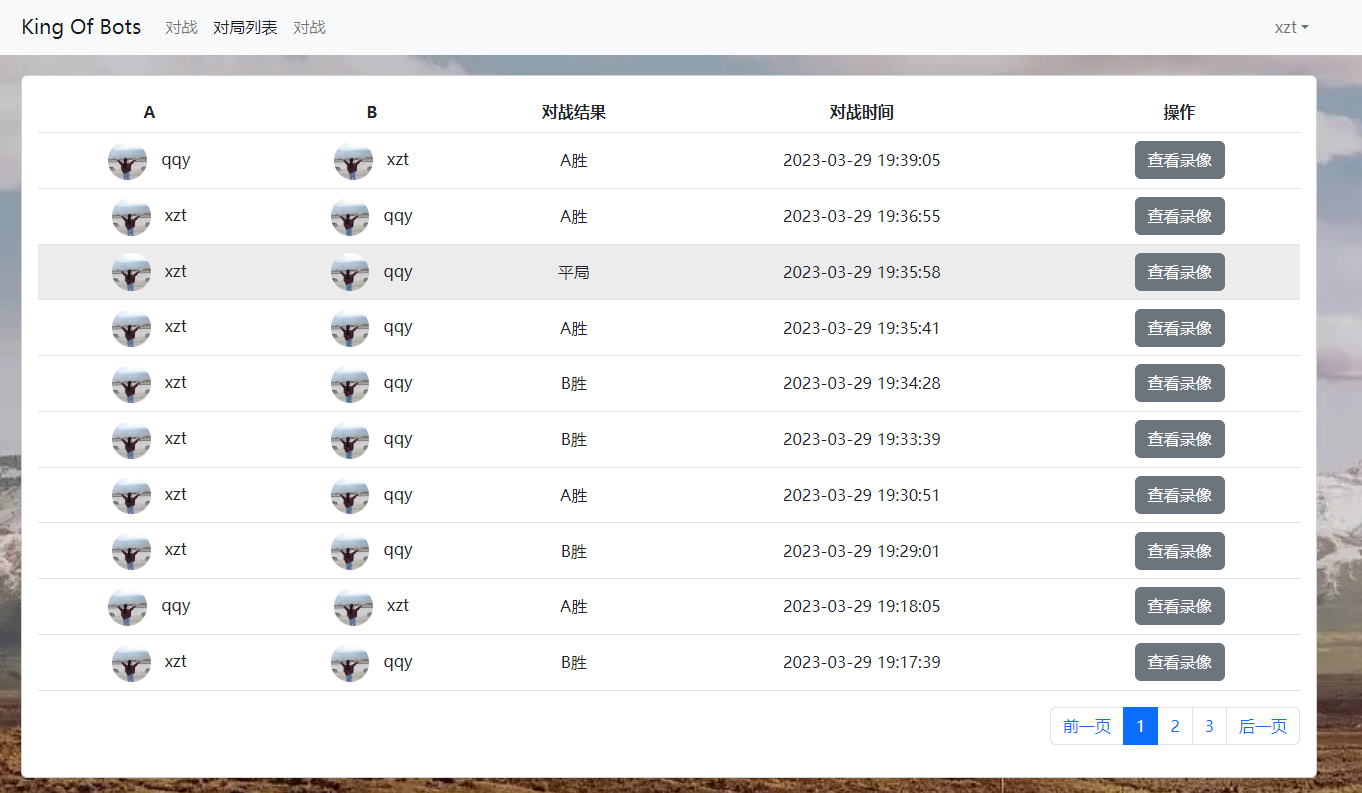 King Of Bots 对战 对局列表 对战 xzt
A B 对战结果 对战时间 操作
qqy xzt A胜 2023-03-29 19:39:05 查看录像
xzt qqy A胜 2023-03-29 19:36:55 查看录像
xzt qqy 平局 2023-03-29 19:35:58 查看录像
xzt qqy A胜 2023-03-29 19:35:41 查看录像
xzt qqy B胜 2023-03-29 19:34:28 查看录像
xzt qqy B胜 2023-03-29 19:33:39 查看录像
xzt qqy A胜 2023-03-29 19:30:51 查看录像
xzt qqy B胜 2023-03-29 19:29:01 查看录像
qqy xzt A胜 2023-03-29 19:18:05 查看录像
xzt qqy B胜 2023-03-29 19:17:39 查看录像
前一页 1 2 3 后一页